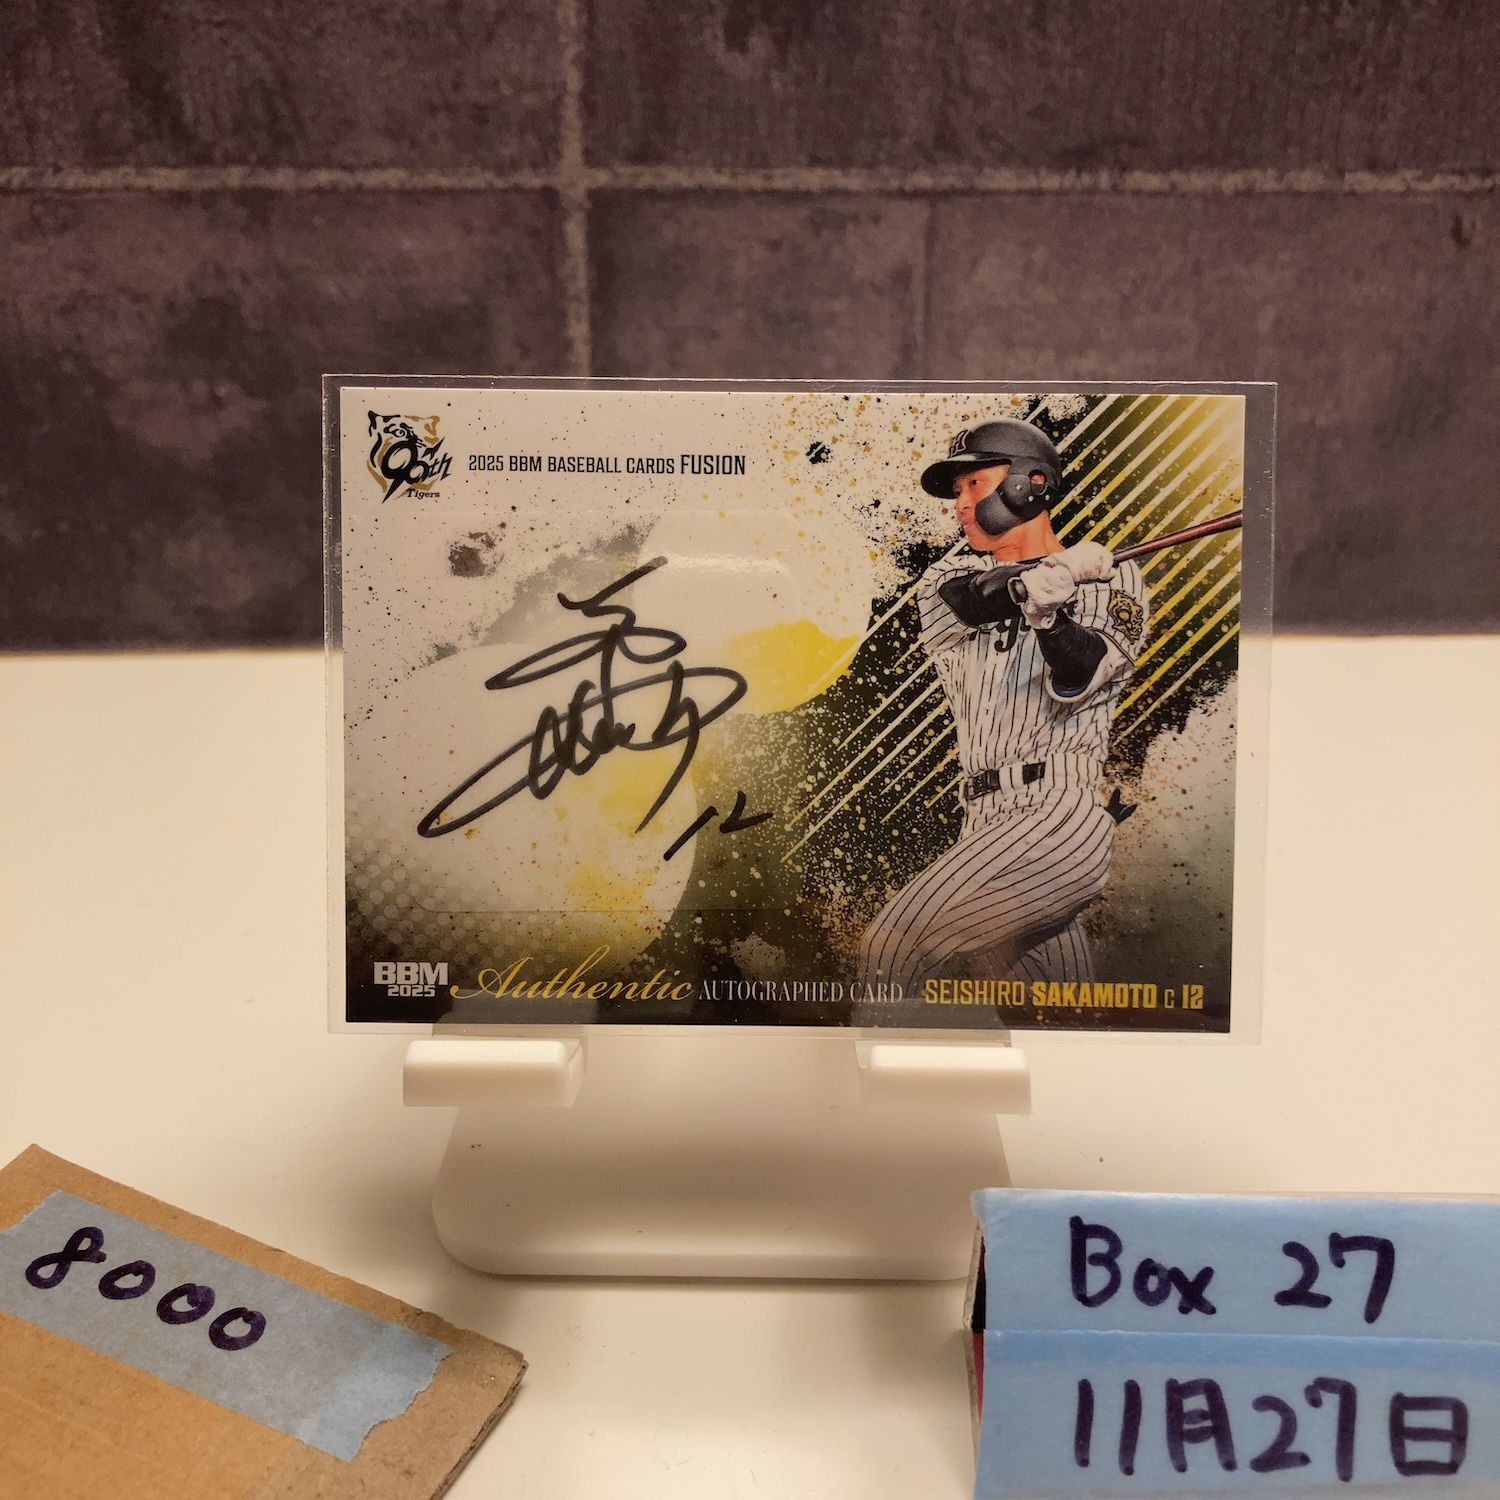 90th
Tigers
2025 BBM BASEBALL CARDS FUSION
12
BBM
2025
Authentic AUTOGRAPHED CARD
SEISHIRO SAKAMOTO C 12
8000
Box 27
11月27日